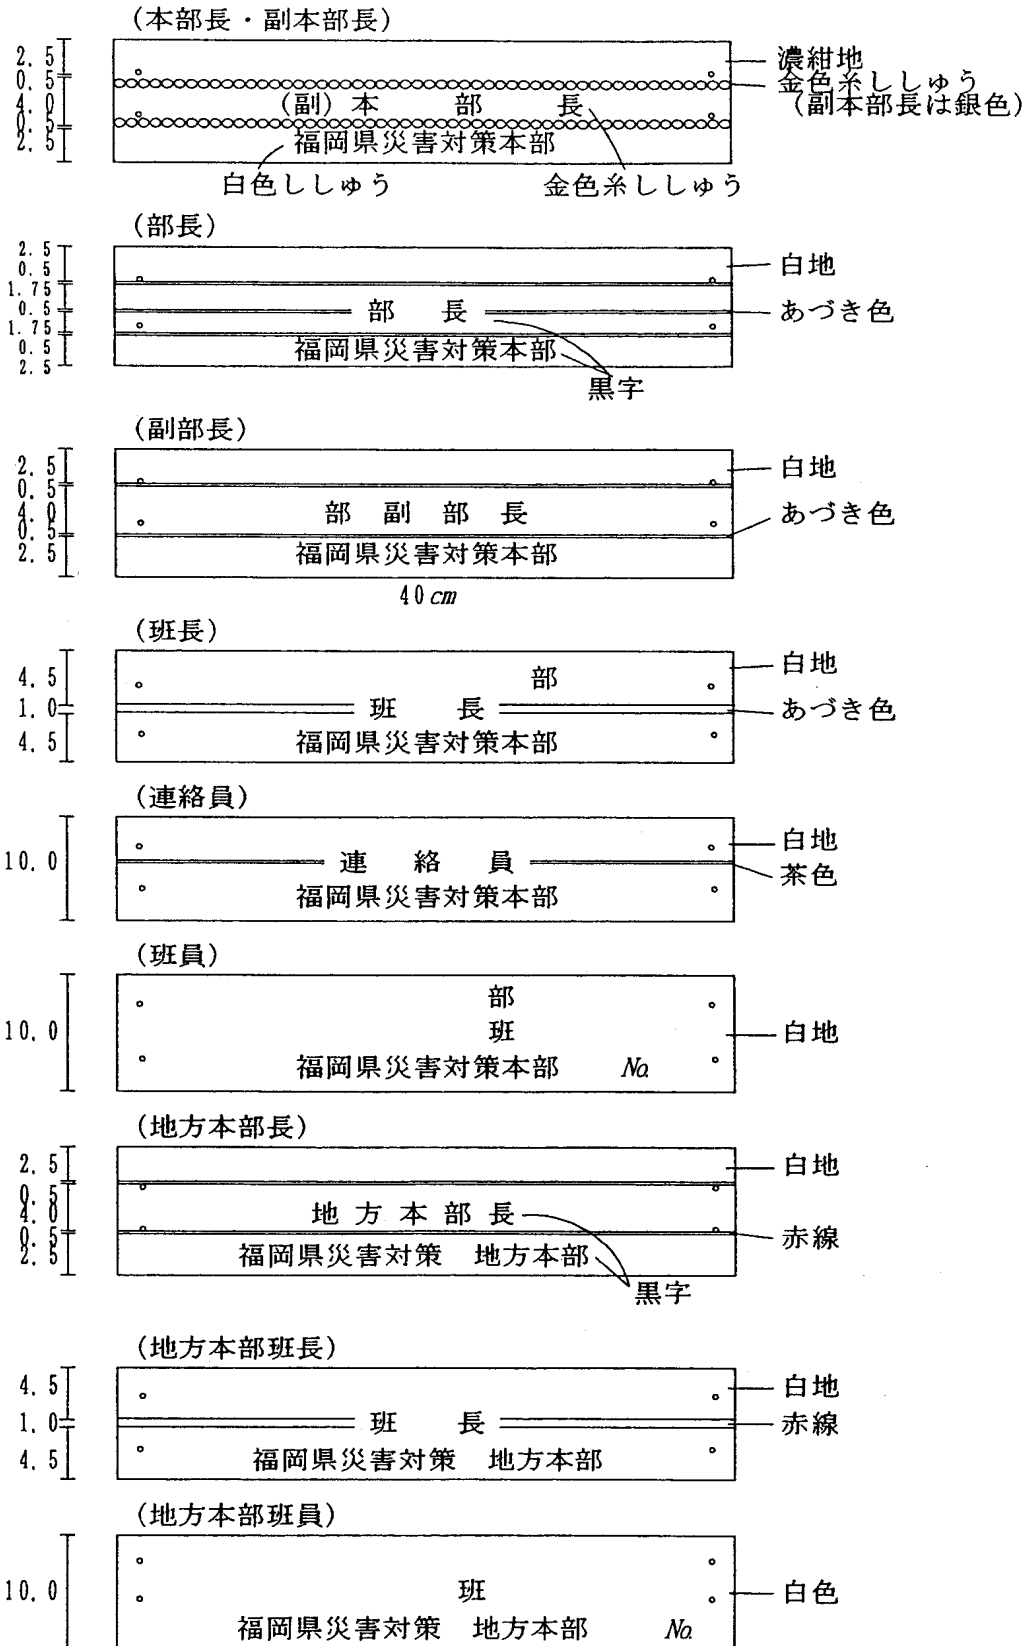 (本部長・副本部長)
2.5
0.5
4.0
0.5
2.5
濃紺地
金色糸ししゅう
(副本部長は銀色)
(副)本 部 長
福岡県災害対策本部
白色ししゅう
金色糸ししゅう
(部長)
2.5
0.5
1.75
0.5
1.75
0.5
2.5
白地
部 長
あづき色
福岡県災害対策本部
黒字
(副部長)
2.5
0.5
4.0
0.5
2.5
白地
部 副 部 長
あづき色
福岡県災害対策本部
40cm
(班長)
4.5
1.0
4.5
部
白地
班 長
あづき色
福岡県災害対策本部
(連絡員)
10.0
白地
連 絡 員
茶色
福岡県災害対策本部
(班員)
10.0
部
班
白地
福岡県災害対策本部 No.
(地方本部長)
2.5
0.5
4.0
0.5
2.5
白地
地方本部長
赤線
福岡県災害対策 地方本部
黒字
(地方本部班長)
4.5
1.0
4.5
白地
班 長
赤線
福岡県災害対策 地方本部
(地方本部班員)
10.0
班
白色
福岡県災害対策 地方本部 No.